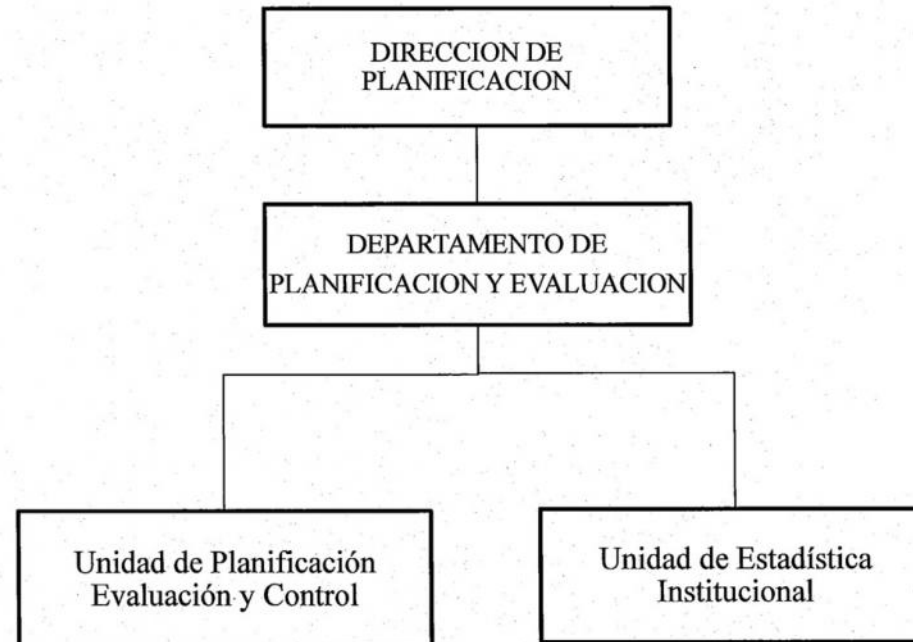 DIRECCION DE
PLANIFICACION
DEPARTAMENTO DE
PLANIFICACION Y EVALUACION
Unidad de Planificación
Evaluación y Control
Unidad de Estadística
Institucional